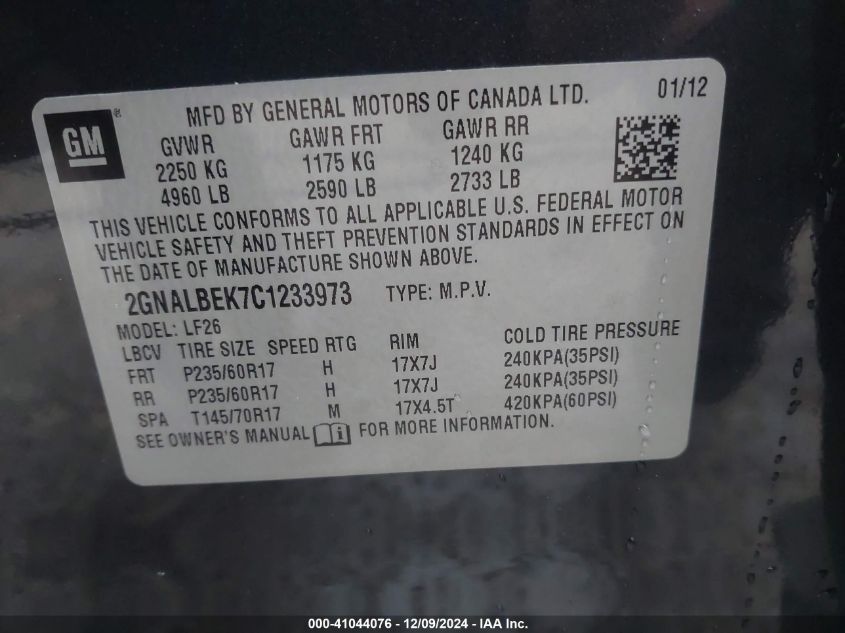 GM ®
MFD BY GENERAL MOTORS OF CANADA LTD. 01/12
GVWR GAWR FRT GAWR RR
2250 KG 1175 KG 1240 KG
4960 LB 2590 LB 2733 LB
THIS VEHICLE CONFORMS TO ALL APPLICABLE U.S. FEDERAL MOTOR
VEHICLE SAFETY AND THEFT PREVENTION STANDARDS IN EFFECT ON
THE DATE OF MANUFACTURE SHOWN ABOVE.
2GNALBEK7C1233973 TYPE: M.P.V.
MODEL: LF26
LBCV TIRE SIZE SPEED RTG RIM COLD TIRE PRESSURE
FRT P235/60R17 H 17X7J 240KPA(35PSI)
RR P235/60R17 H 17X7J 240KPA(35PSI)
SPA T145/70R17 M 17X4.5T 420KPA(60PSI)
SEE OWNER'S MANUAL i FOR MORE INFORMATION.
000-41044076 - 12/09/2024 - IAA Inc.